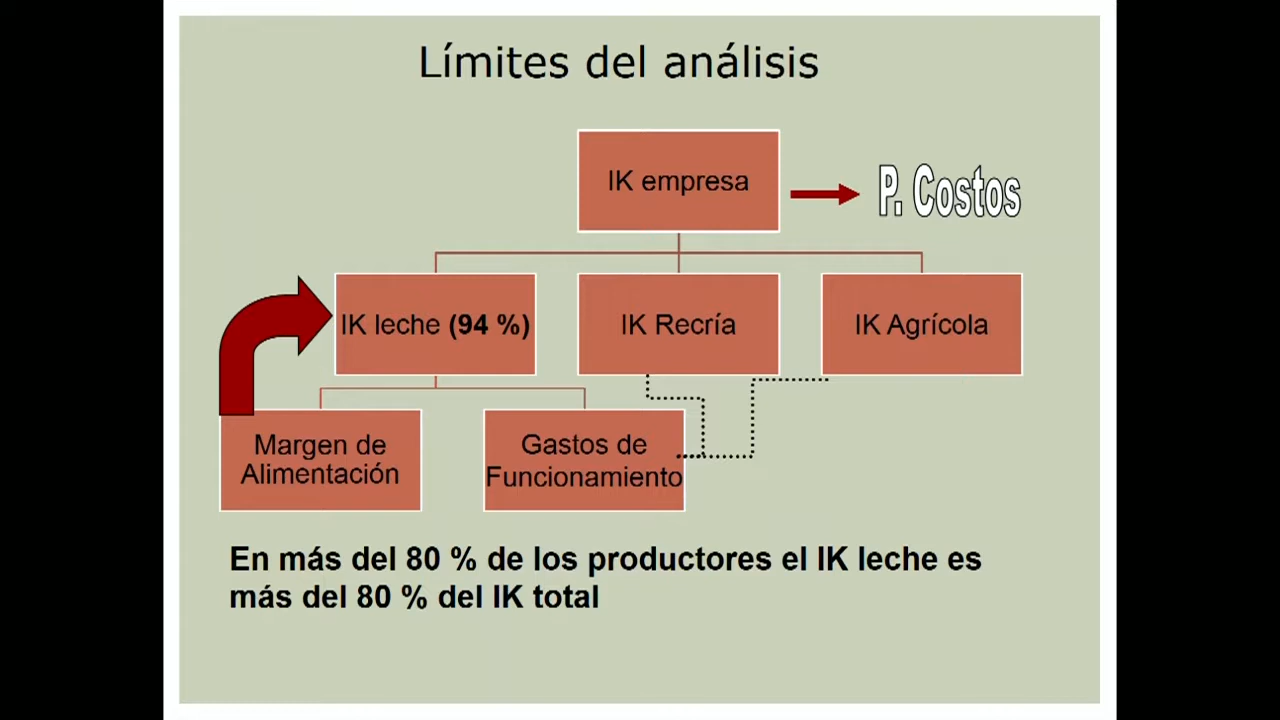 Límites del análisis
IK empresa
P. Costos
IK leche (94 %)
IK Recría
IK Agrícola
Margen de
Alimentación
Gastos de
Funcionamiento
En más del 80 % de los productores el IK leche es
más del 80 % del IK total